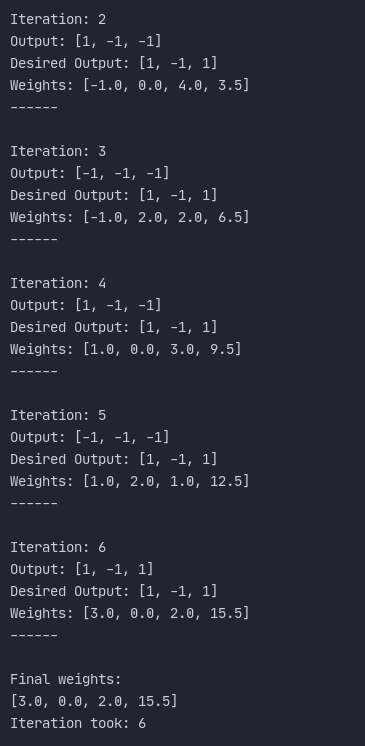 Iteration: 2
Output: [1, -1, -1]
Desired Output: [1, -1, 1]
Weights: [-1.0, 0.0, 4.0, 3.5]
------
Iteration: 3
Output: [-1, -1, -1]
Desired Output: [1, -1, 1]
Weights: [-1.0, 2.0, 2.0, 6.5]
------
Iteration: 4
Output: [1, -1, -1]
Desired Output: [1, -1, 1]
Weights: [1.0, 0.0, 3.0, 9.5]
------
Iteration: 5
Output: [-1, -1, -1]
Desired Output: [1, -1, 1]
Weights: [1.0, 2.0, 1.0, 12.5]
------
Iteration: 6
Output: [1, -1, 1]
Desired Output: [1, -1, 1]
Weights: [3.0, 0.0, 2.0, 15.5]
------
Final weights:
[3.0, 0.0, 2.0, 15.5]
Iteration took: 6